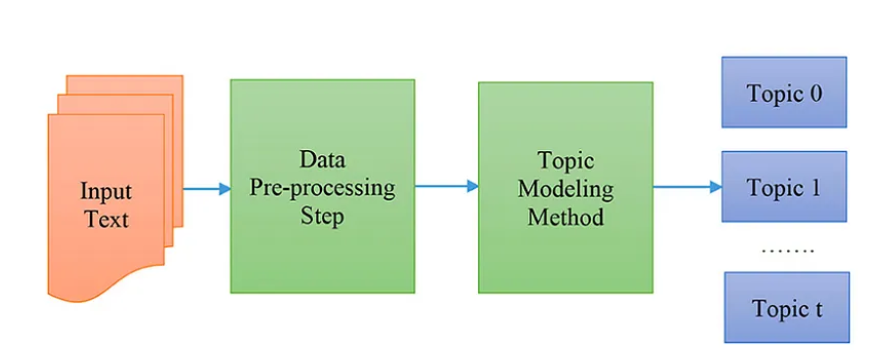 Input
Text
Data
Pre-processing
Step
Topic
Modeling
Method
Topic 0
Topic 1
.......
Topic t